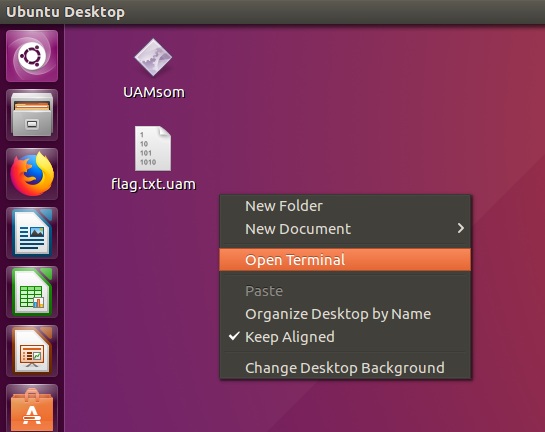 Ubuntu Desktop
UAMsom
1
10
101
1010
flag.txt.uam
New Folder
New Document
Open Terminal
Paste
Organize Desktop by Name
Keep Aligned
Change Desktop Background